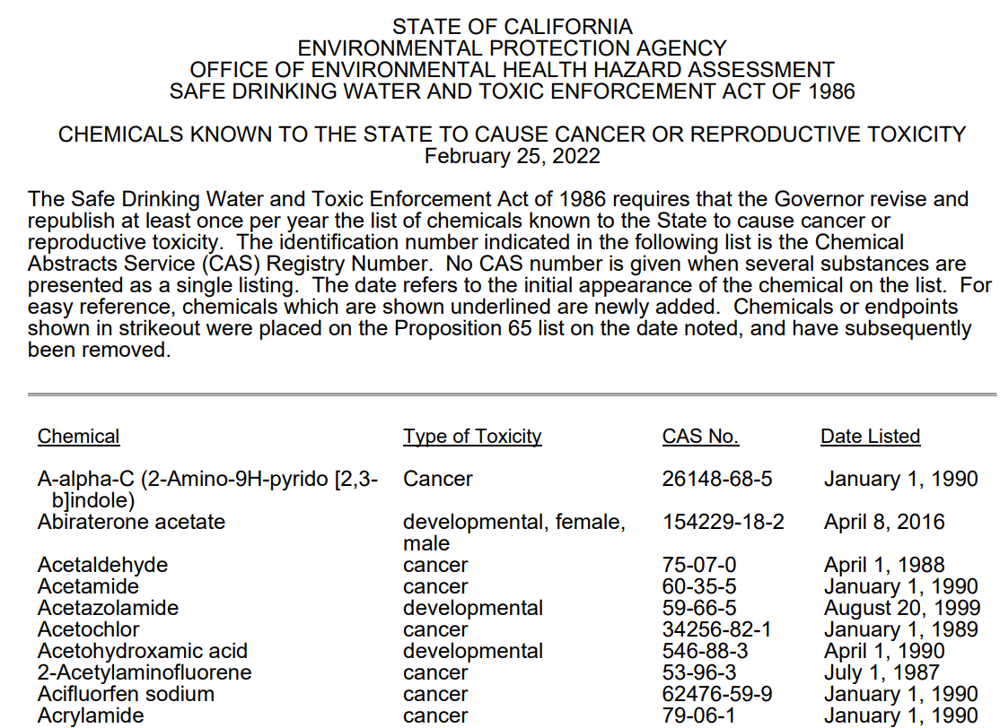 STATE OF CALIFORNIA
ENVIRONMENTAL PROTECTION AGENCY
OFFICE OF ENVIRONMENTAL HEALTH HAZARD ASSESSMENT
SAFE DRINKING WATER AND TOXIC ENFORCEMENT ACT OF 1986
CHEMICALS KNOWN TO THE STATE TO CAUSE CANCER OR REPRODUCTIVE TOXICITY
February 25, 2022
The Safe Drinking Water and Toxic Enforcement Act of 1986 requires that the Governor revise and
republish at least once per year the list of chemicals known to the State to cause cancer or
reproductive toxicity.  The identification number indicated in the following list is the Chemical
Abstracts Service (CAS) Registry Number.  No CAS number is given when several substances are
presented as a single listing.  The date refers to the initial appearance of the chemical on the list.  For
easy reference, chemicals which are shown underlined are newly added.  Chemicals or endpoints
shown in strikeout were placed on the Proposition 65 list on the date noted, and have subsequently
been removed.
Chemical Type of Toxicity CAS No. Date Listed
A-alpha-C (2-Amino-9H-pyrido [2,3- Cancer 26148-68-5 January 1, 1990
b]indole)
Abiraterone acetate developmental, female, 154229-18-2 April 8, 2016
male
Acetaldehyde cancer 75-07-0 April 1, 1988
Acetamide cancer 60-35-5 January 1, 1990
Acetazolamide developmental 59-66-5 August 20, 1999
Acetochlor cancer 34256-82-1 January 1, 1989
Acetohydroxamic acid developmental 546-88-3 April 1, 1990
2-Acetylaminofluorene cancer 53-96-3 July 1, 1987
Acifluorfen sodium cancer 62476-59-9 January 1, 1990
Acrylamide cancer 79-06-1 January 1, 1990